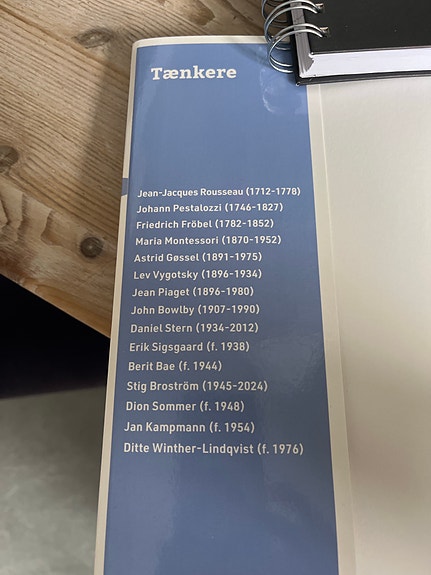 Tænkere
Jean-Jacques Rousseau (1712-1778)
Johann Pestalozzi (1746-1827)
Friedrich Fröbel (1782-1852)
Maria Montessori (1870-1952)
Astrid Gøssel (1891-1975)
Lev Vygotsky (1896-1934)
Jean Piaget (1896-1980)
John Bowlby (1907-1990)
Daniel Stern (1934-2012)
Erik Sigsgaard (f. 1938)
Berit Bae (f. 1944)
Stig Broström (1945-2024)
Dion Sommer (f. 1948)
Jan Kampmann (f. 1954)
Ditte Winther-Lindqvist (f. 1976)